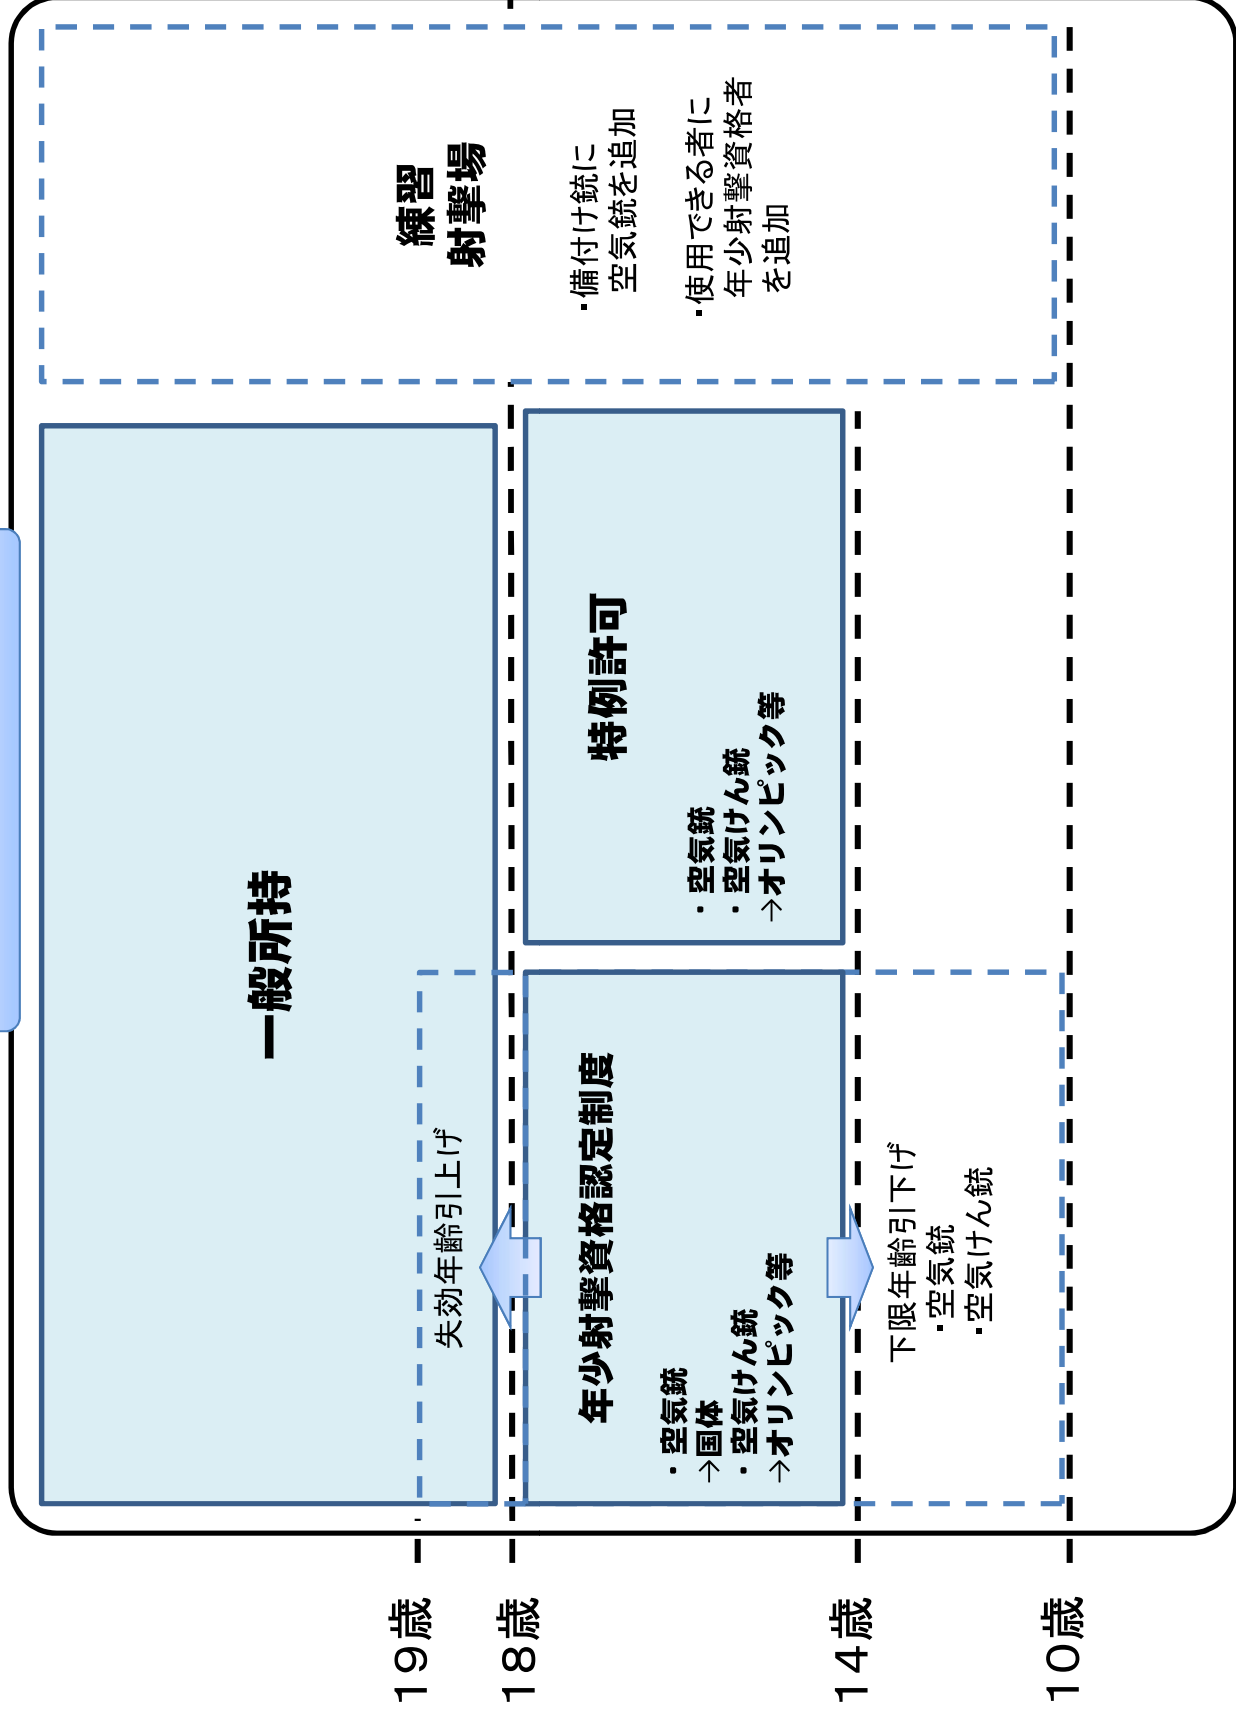 19歳
18歳
14歳
10歳
一般所持
失効年齢引上げ
年少射撃資格認定制度
・空気銃
→国体
・空気けん銃
→オリンピック等
下限年齢引下げ
・空気銃
・空気けん銃
特例許可
・空気銃
・空気けん銃
→オリンピック等
練習
射撃場
・備付け銃に
空気銃を追加
・使用できる者に
年少射撃資格者
を追加